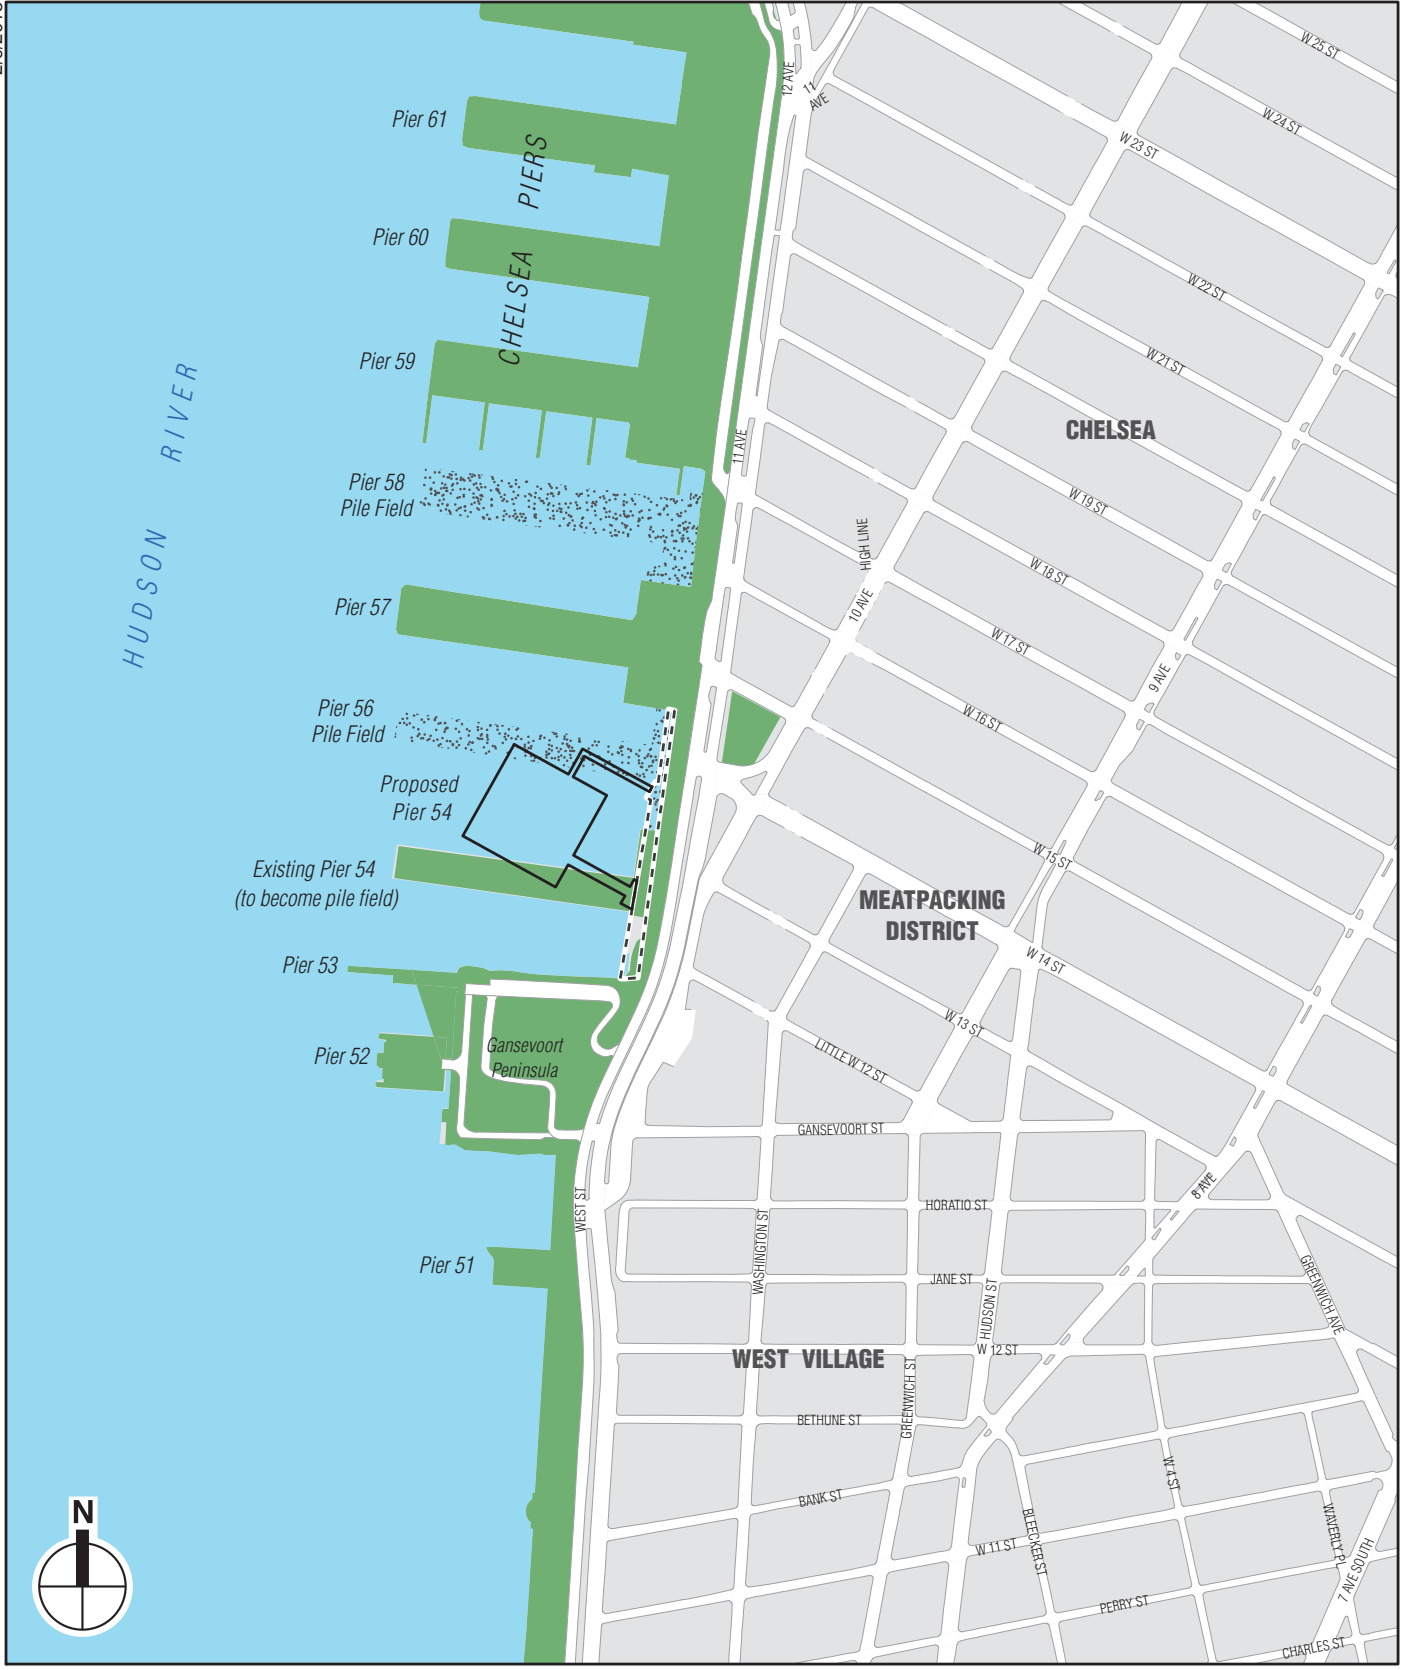 W 25 ST
12 AVE
11
AVE
W 24 ST
Pier 61
W 23 ST
CHELSEA PIERS
Pier 60
W 22 ST
Pier 59
W 21 ST
HUDSON RIVER
CHELSEA
11 AVE
Pier 58
Pile Field
W 19 ST
HIGH LINE
W 18 ST
10 AVE
Pier 57
W 17 ST
9 AVE
Pier 56
Pile Field
W 16 ST
Proposed
Pier 54
W 15 ST
Existing Pier 54
(to become pile field)
MEATPACKING
DISTRICT
W 14 ST
Pier 53
W 13 ST
Gansevoort
Peninsula
Pier 52
LITTLE W 12 ST
GANSEVOORT ST
8 AVE
WEST ST
HORATIO ST
WASHINGTON ST
Pier 51
JANE ST
GREENWICH AVE
HUDSON ST
W 12 ST
WEST VILLAGE
GREENWICH ST
BETHUNE ST
W 4 ST
BANK ST
N
BLEECKER ST
WAVERLY PL
W 11 ST
7 AVE SOUTH
PERRY ST
CHARLES ST